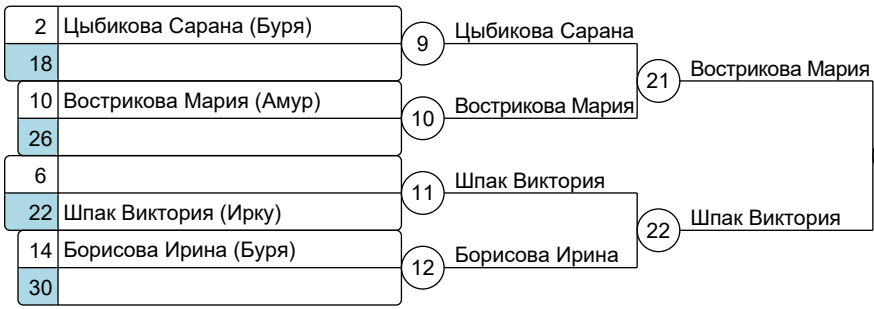 2 Цыбикова Сарана (Буря)
18
10 Вострикова Мария (Амур)
26
6
22 Шпак Виктория (Ирку)
14 Борисова Ирина (Буря)
30
9 Цыбикова Сарана
10 Вострикова Мария
11 Шпак Виктория
12 Борисова Ирина
21 Вострикова Мария
22 Шпак Виктория